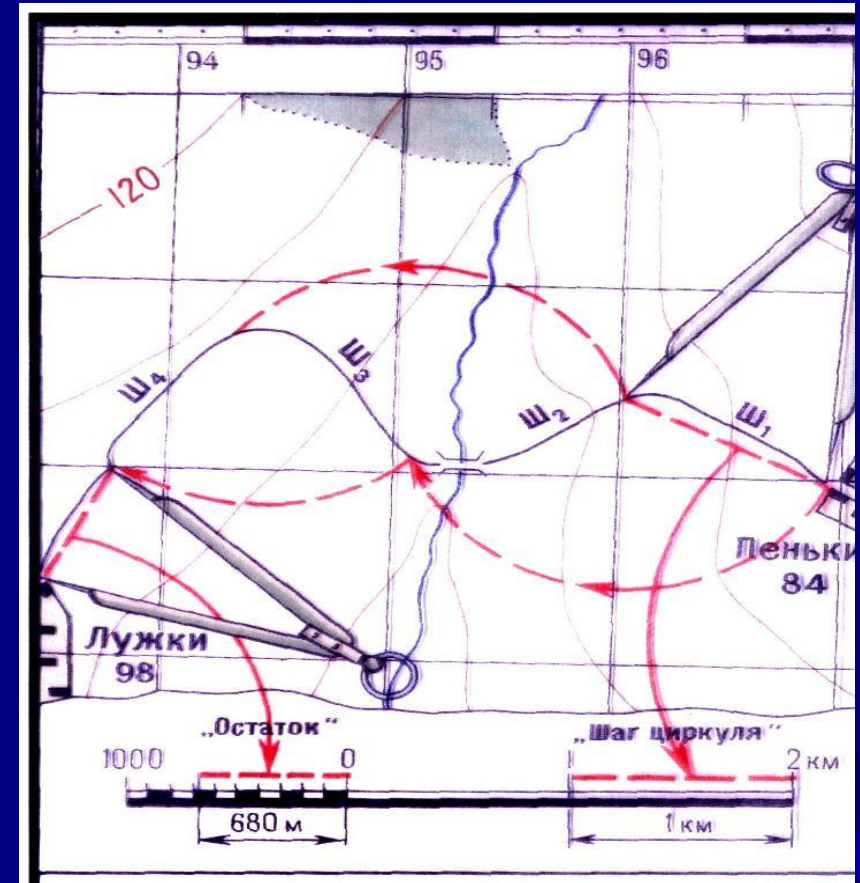 94 95 96
120
Ш₄ Ш₃ Ш₂ Ш₁
Пеньки
84
Лужки
98
„Остаток“ „Шаг циркуля“
1000 0 2 км
680 м 1 км